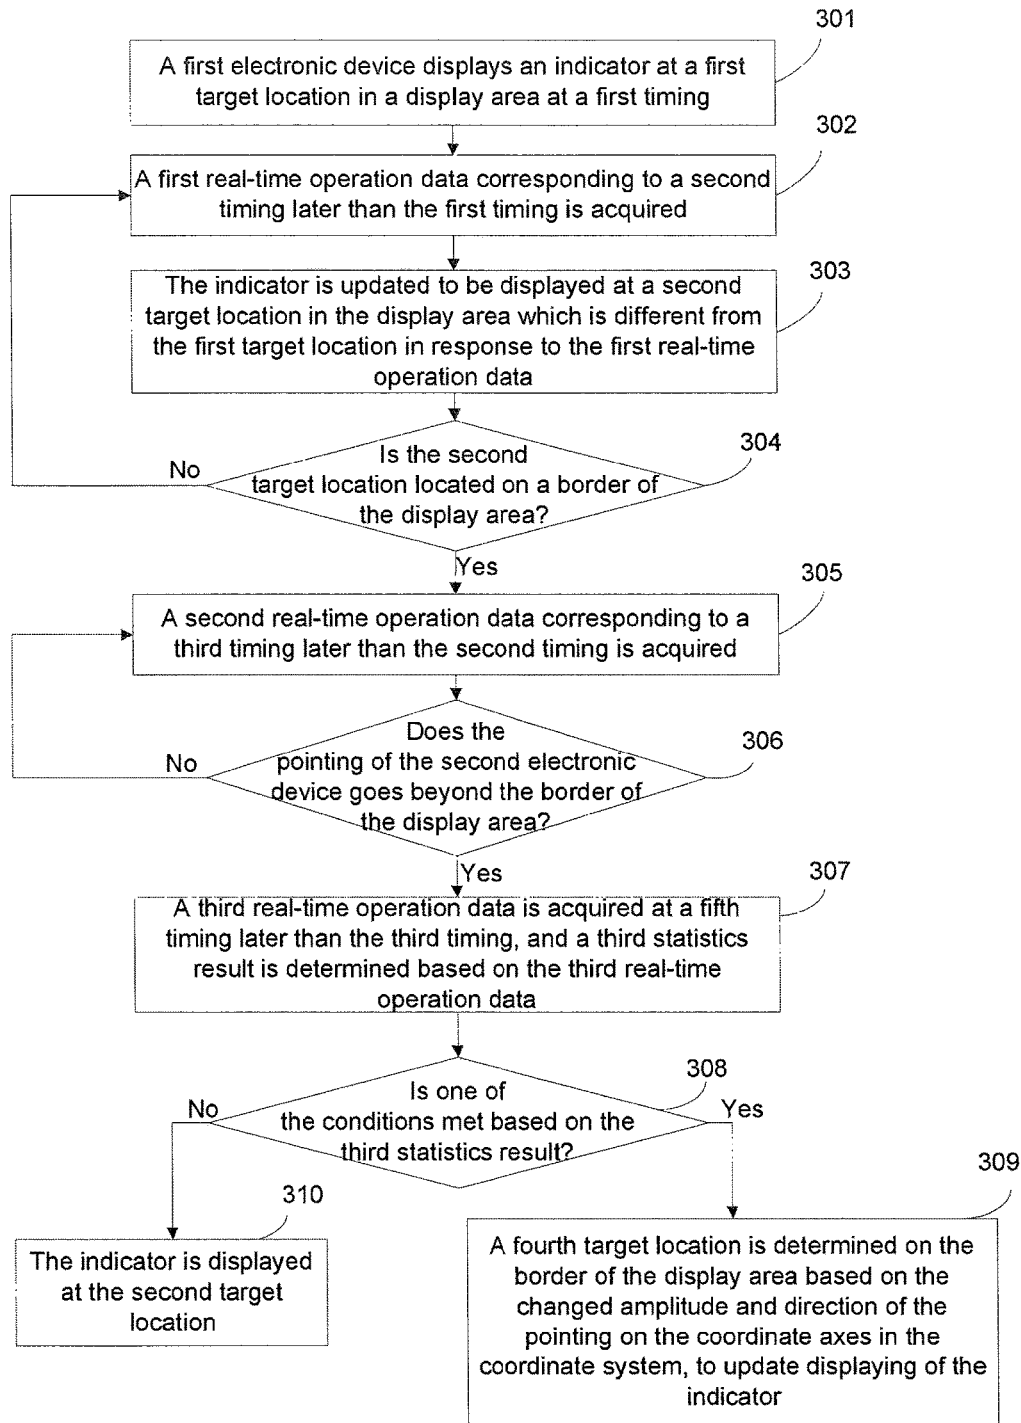 301
A first electronic device displays an indicator at a first
target location in a display area at a first timing
302
A first real-time operation data corresponding to a second
timing later than the first timing is acquired
303
The indicator is updated to be displayed at a second
target location in the display area which is different from
the first target location in response to the first real-time
operation data
304
Is the second
target location located on a border of
the display area?
No
Yes
305
A second real-time operation data corresponding to a
third timing later than the second timing is acquired
306
Does the
pointing of the second electronic
device goes beyond the border of
the display area?
No
Yes
307
A third real-time operation data is acquired at a fifth
timing later than the third timing, and a third statistics
result is determined based on the third real-time
operation data
308
Is one of
the conditions met based on the
third statistics result?
No
Yes
310
The indicator is displayed
at the second target
location
309
A fourth target location is determined on the
border of the display area based on the
changed amplitude and direction of the
pointing on the coordinate axes in the
coordinate system, to update displaying of the
indicator